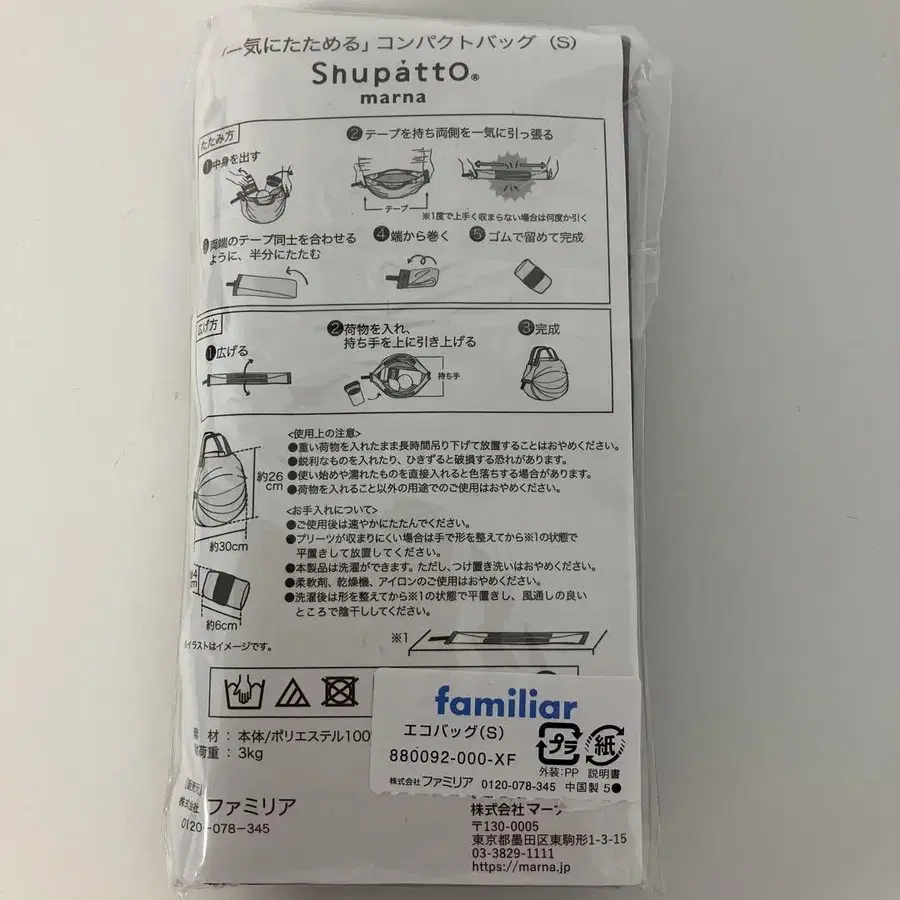 「一気にたためる」コンパクトバッグ（S）
Shupatto®
marna
たたみ方
❶中身を出す
❷テープを持ち両側を一気に引っ張る
テープ
※1度で上手く収まらない場合は何度か引く
両端のテープ同士を合わせる
ように、半分にたたむ
❹端から巻く
❺ゴムで留めて完成
広げ方
❶広げる
❷荷物を入れ、
持ち手を上に引き上げる
持ち手
❸完成
約26
cm
約30cm
約6cm
※イラストはイメージです。
<使用上の注意>
●重い荷物を入れたまま長時間吊り下げて放置することはおやめください。
●鋭利なものを入れたり、ひきずると破損する恐れがあります。
●使い始めや濡れたものを直接入れると色落ちする場合があります。
●荷物を入れること以外の用途でのご使用はおやめください。
<お手入れについて>
●ご使用後は速やかにたたんでください。
●プリーツが収まりにくい場合は手で形を整えてから※1の状態で
平置きして放置してください。
●本製品は洗濯ができます。ただし、つけ置き洗いはおやめください。
●柔軟剤、乾燥機、アイロンのご使用はおやめください。
●洗濯後は形を整えてから※1の状態で平置きし、風通しの良い
ところで陰干ししてください。
※1
材：本体/ポリエステル100
荷重：3kg
株式会社 ファミリア
0120-078-345
familiar
エコバッグ(S)
880092-000-XF
プラ
紙
外装:PP 説明書
株式会社 ファミリア 0120-078-345 中国製 5●
株式会社マー
〒130-0005
東京都墨田区東駒形1-3-15
03-3829-1111
https://marna.jp